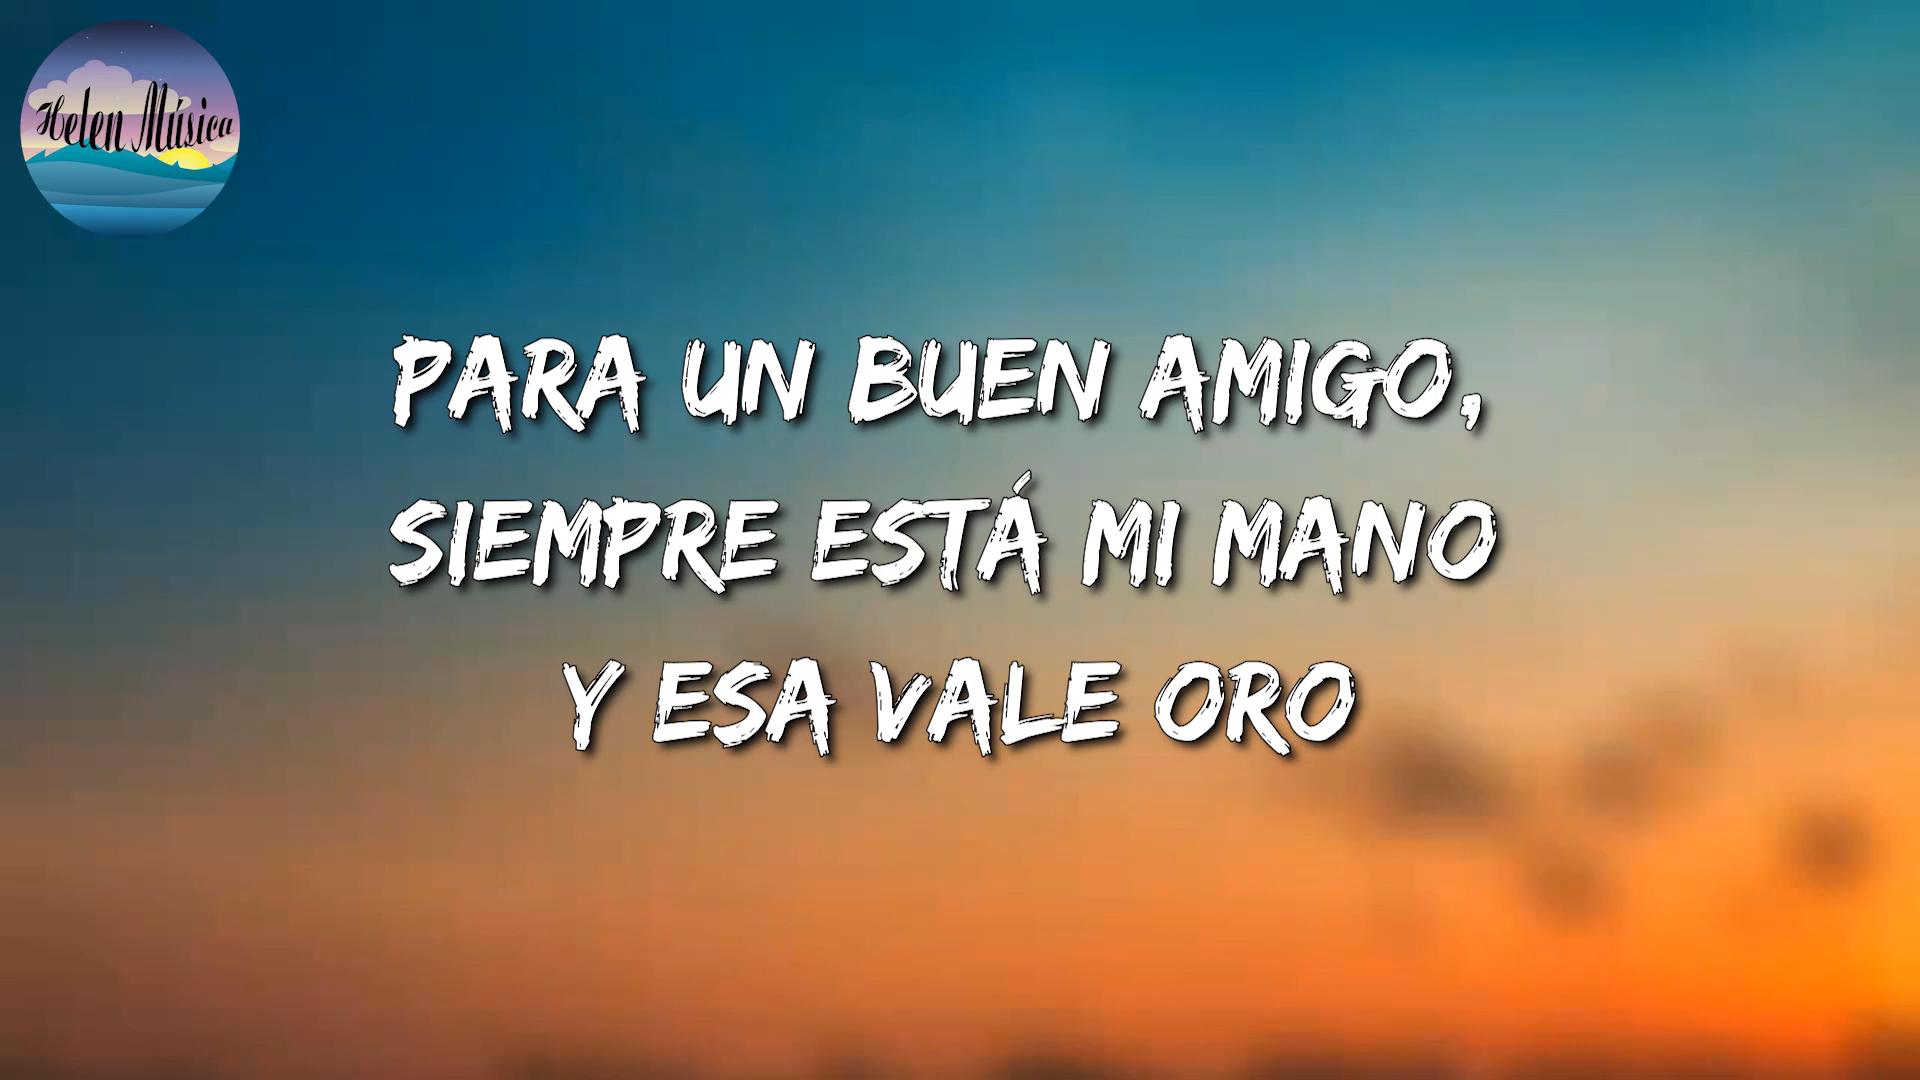 Helen Música
PARA UN BUEN AMIGO,
SIEMPRE ESTÁ MI MANO
Y ESA VALE ORO